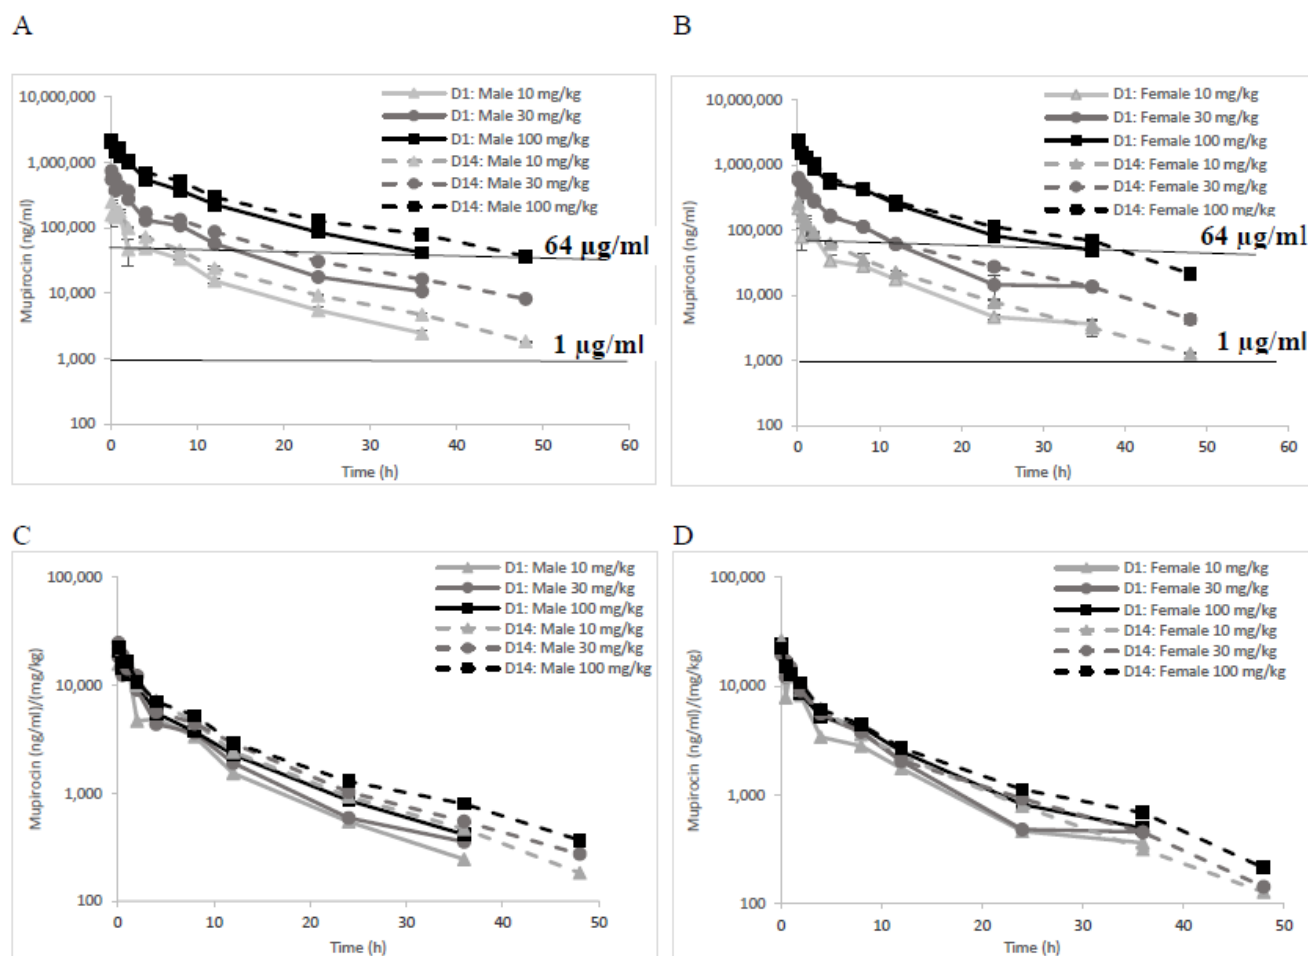 A
10,000,000
1,000,000
100,000
10,000
1,000
100
Mupirocin (ng/ml)
D1: Male 10 mg/kg
D1: Male 30 mg/kg
D1: Male 100 mg/kg
D14: Male 10 mg/kg
D14: Male 30 mg/kg
D14: Male 100 mg/kg
64 µg/ml
1 µg/ml
0 10 20 30 40 50 60
Time (h)
B
10,000,000
1,000,000
100,000
10,000
1,000
100
Mupirocin (ng/ml)
D1: Female 10 mg/kg
D1: Female 30 mg/kg
D1: Female 100 mg/kg
D14: Female 10 mg/kg
D14: Female 30 mg/kg
D14: Female 100 mg/kg
64 µg/ml
1 µg/ml
0 10 20 30 40 50 60
Time (h)
C
100,000
10,000
1,000
100
Mupirocin (ng/ml)/(mg/kg)
D1: Male 10 mg/kg
D1: Male 30 mg/kg
D1: Male 100 mg/kg
D14: Male 10 mg/kg
D14: Male 30 mg/kg
D14: Male 100 mg/kg
0 10 20 30 40 50
Time (h)
D
100,000
10,000
1,000
100
Mupirocin (ng/ml)/(mg/kg)
D1: Female 10 mg/kg
D1: Female 30 mg/kg
D1: Female 100 mg/kg
D14: Female 10 mg/kg
D14: Female 30 mg/kg
D14: Female 100 mg/kg
0 10 20 30 40 50
Time (h)